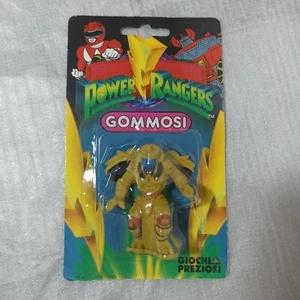 POWER RANGERS
TM
GOMMOSI
GIOCHI
PREZIOSI